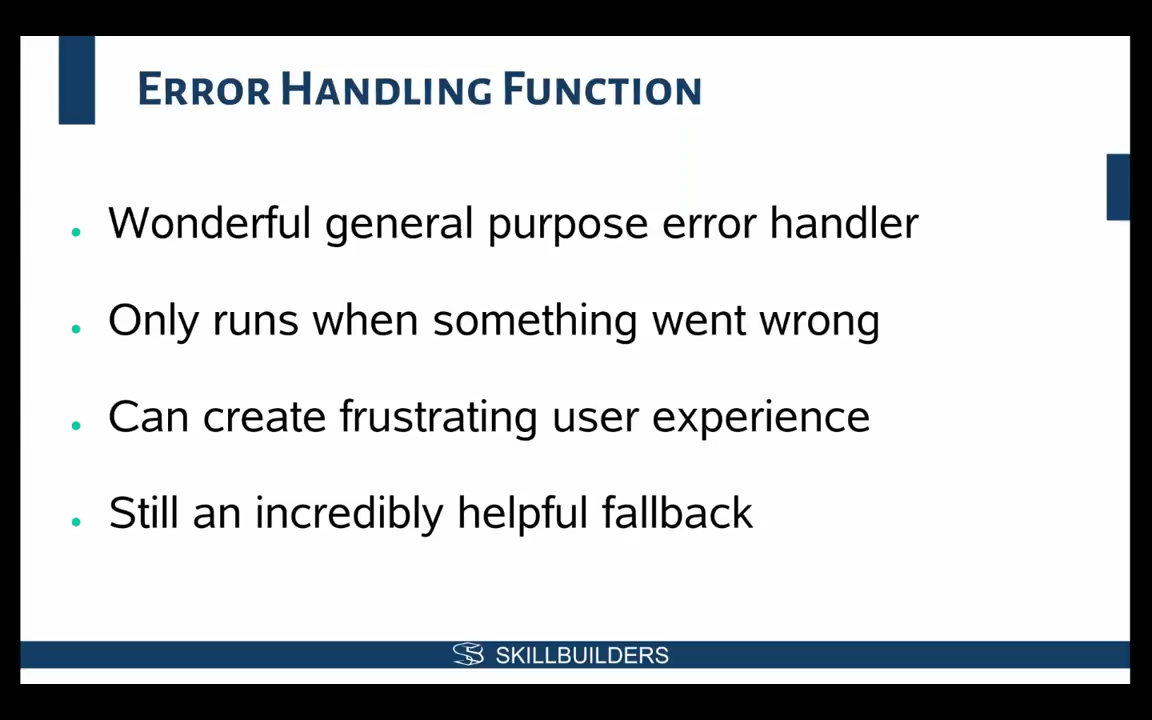 Error Handling Function
Wonderful general purpose error handler
Only runs when something went wrong
Can create frustrating user experience
Still an incredibly helpful fallback
SKILLBUILDERS